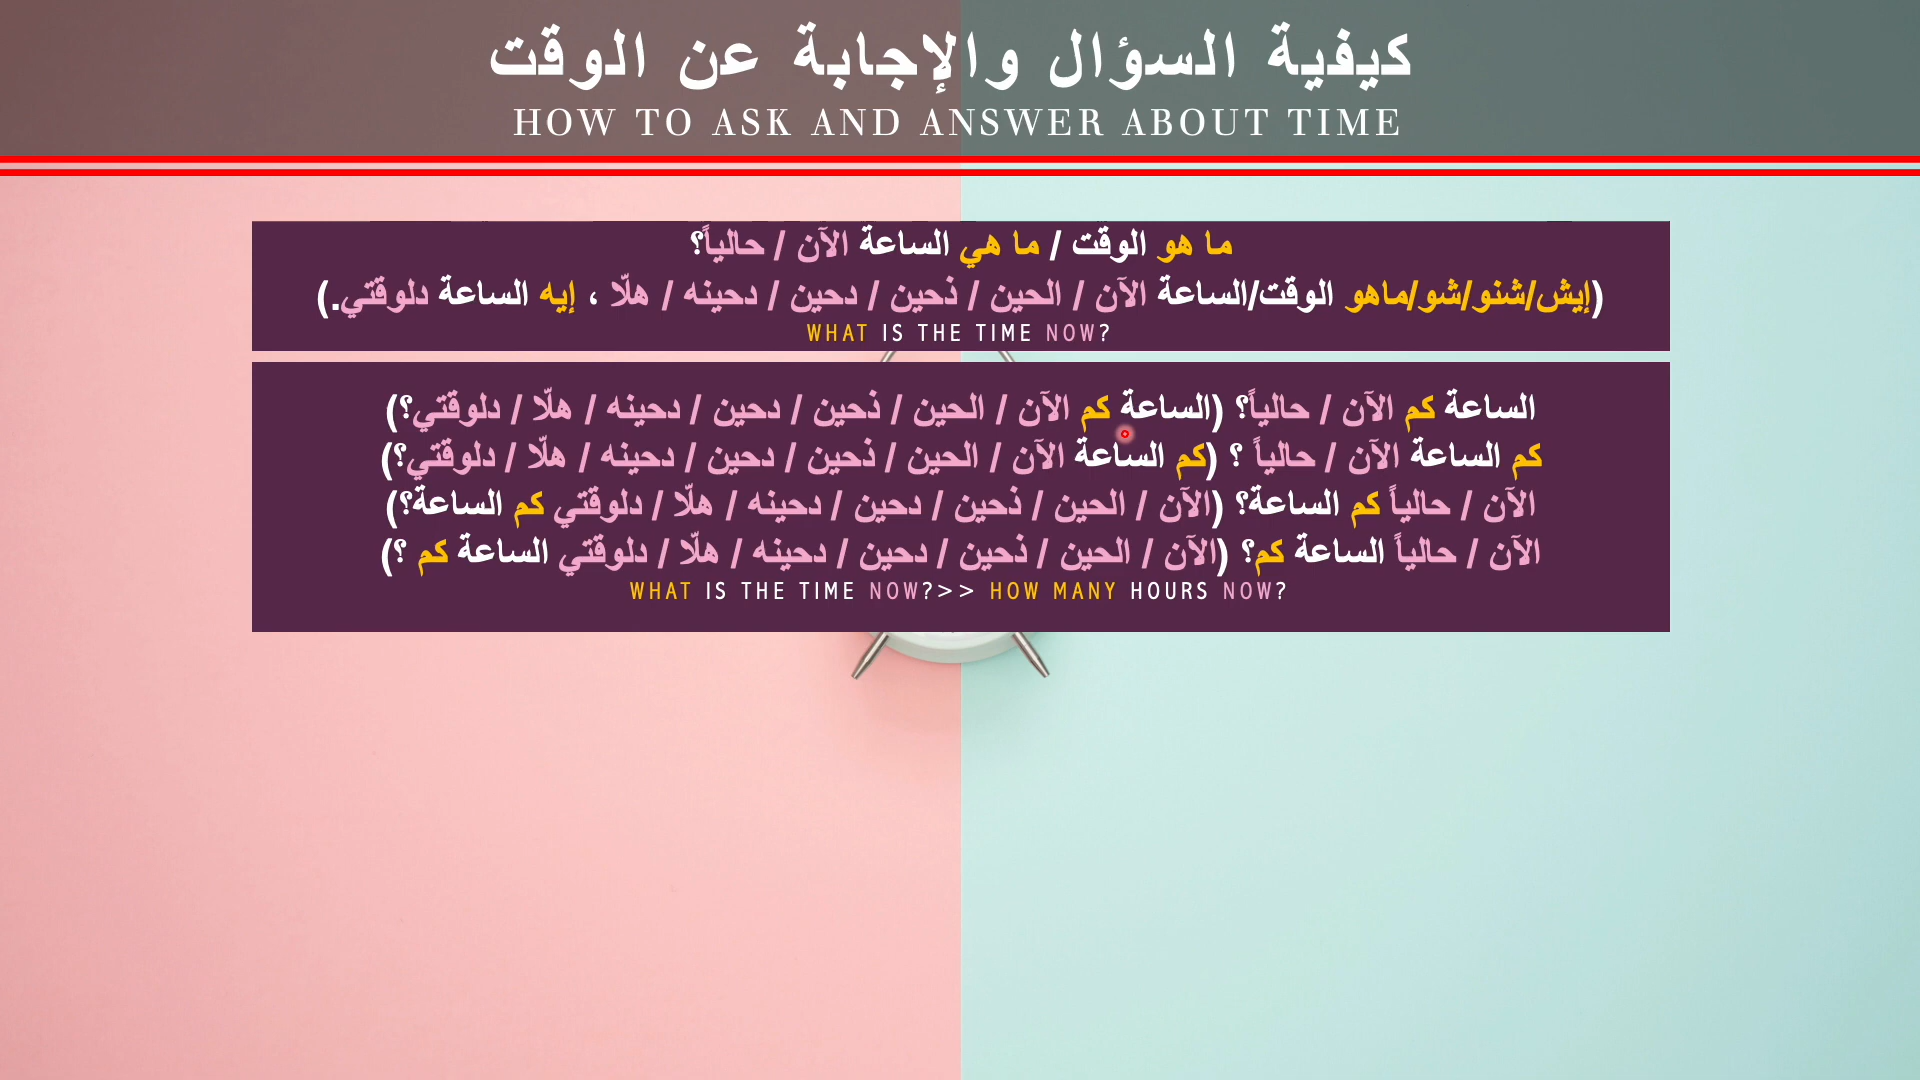 كيفية السؤال والإجابة عن الوقت
HOW TO ASK AND ANSWER ABOUT TIME
ما هو الوقت / ما هي الساعة الآن / حالياً؟
(إيش/شنو/شو/ماهو الوقت/الساعة الآن / الحين / ذحين / دحين / دحينه / هلّا ، إيه الساعة دلوقتي.)
WHAT IS THE TIME NOW?
الساعة كم الآن / حالياً؟ (الساعة كم الآن / الحين / ذحين / دحين / دحينه / هلّا / دلوقتي؟)
كم الساعة الآن / حالياً ؟ (كم الساعة الآن / الحين / ذحين / دحين / دحينه / هلّا / دلوقتي؟)
الآن / حالياً كم الساعة؟ (الآن / الحين / ذحين / دحين / دحينه / هلّا / دلوقتي كم الساعة؟)
الآن / حالياً الساعة كم؟ (الآن / الحين / ذحين / دحين / دحينه / هلّا / دلوقتي الساعة كم ؟)
WHAT IS THE TIME NOW?>> HOW MANY HOURS NOW?